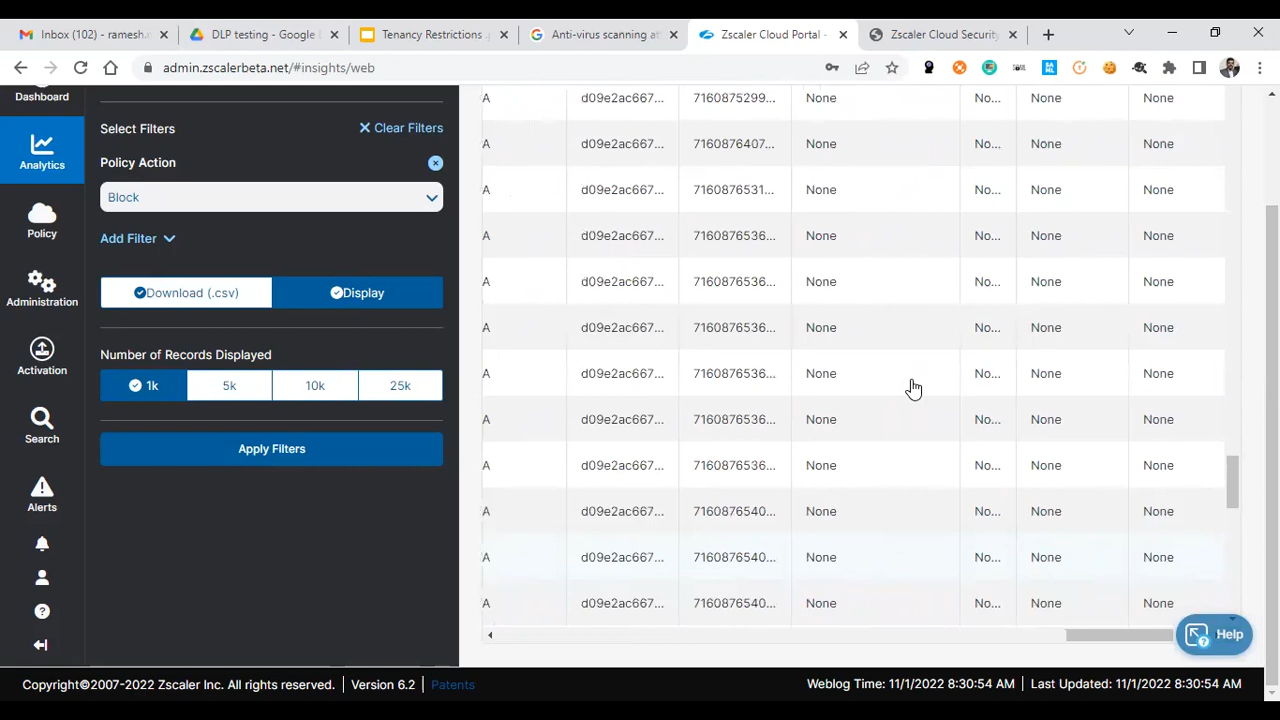 Inbox (102) - ramesh.r
DLP testing - Google D
Tenancy Restrictions -
Anti-virus scanning at
Zscaler Cloud Portal -
Zscaler Cloud Security
admin.zscalerbeta.net/#insights/web
Dashboard
Analytics
Policy
Administration
Activation
Search
Alerts
Select Filters
Clear Filters
Policy Action
Block
Add Filter
Download (.csv)
Display
Number of Records Displayed
1k 5k 10k 25k
Apply Filters
A d09e2ac667... 7160875299... None No... None None
A d09e2ac667... 7160876407... None No... None None
A d09e2ac667... 7160876531... None No... None None
A d09e2ac667... 7160876536... None No... None None
A d09e2ac667... 7160876536... None No... None None
A d09e2ac667... 7160876536... None No... None None
A d09e2ac667... 7160876536... None No... None None
A d09e2ac667... 7160876536... None No... None None
A d09e2ac667... 7160876536... None No... None None
A d09e2ac667... 7160876540... None No... None None
A d09e2ac667... 7160876540... None No... None None
A d09e2ac667... 7160876540... None No... None None
Help
Copyright©2007-2022 Zscaler Inc. All rights reserved. | Version 6.2 | Patents
Weblog Time: 11/1/2022 8:30:54 AM | Last Updated: 11/1/2022 8:30:54 AM